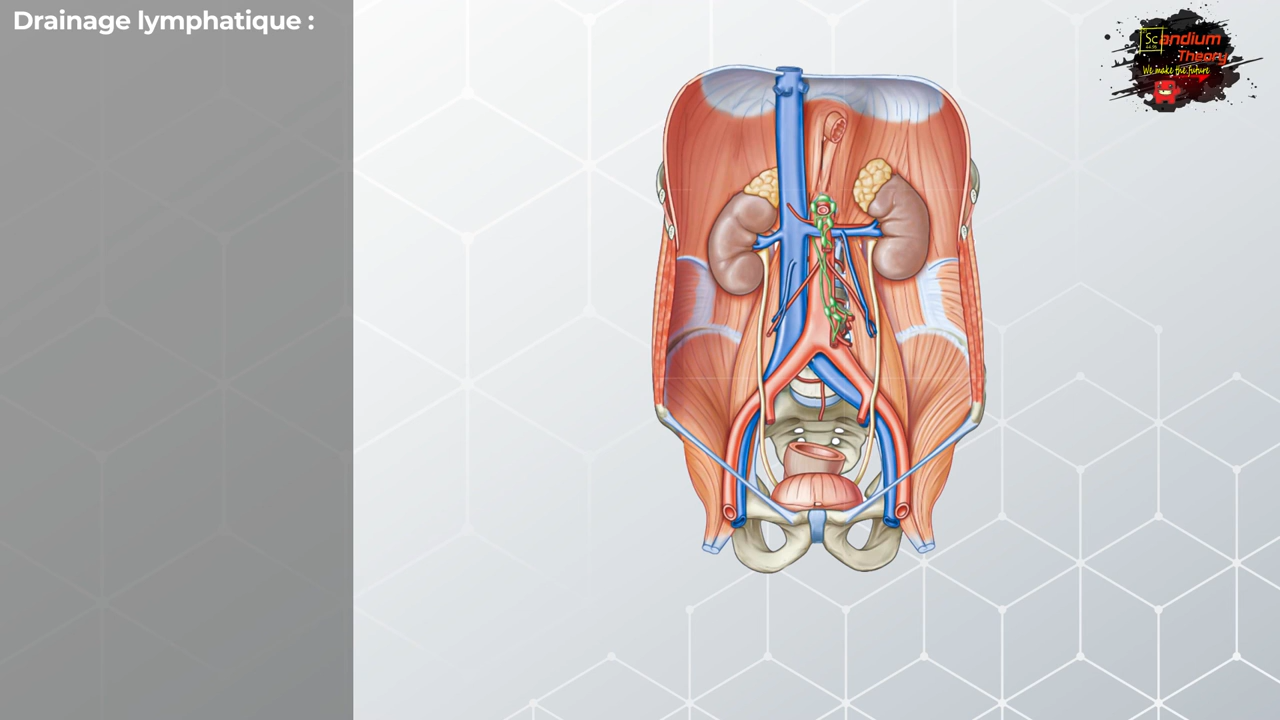 Drainage lymphatique :
Scandium
Theory
We make the future